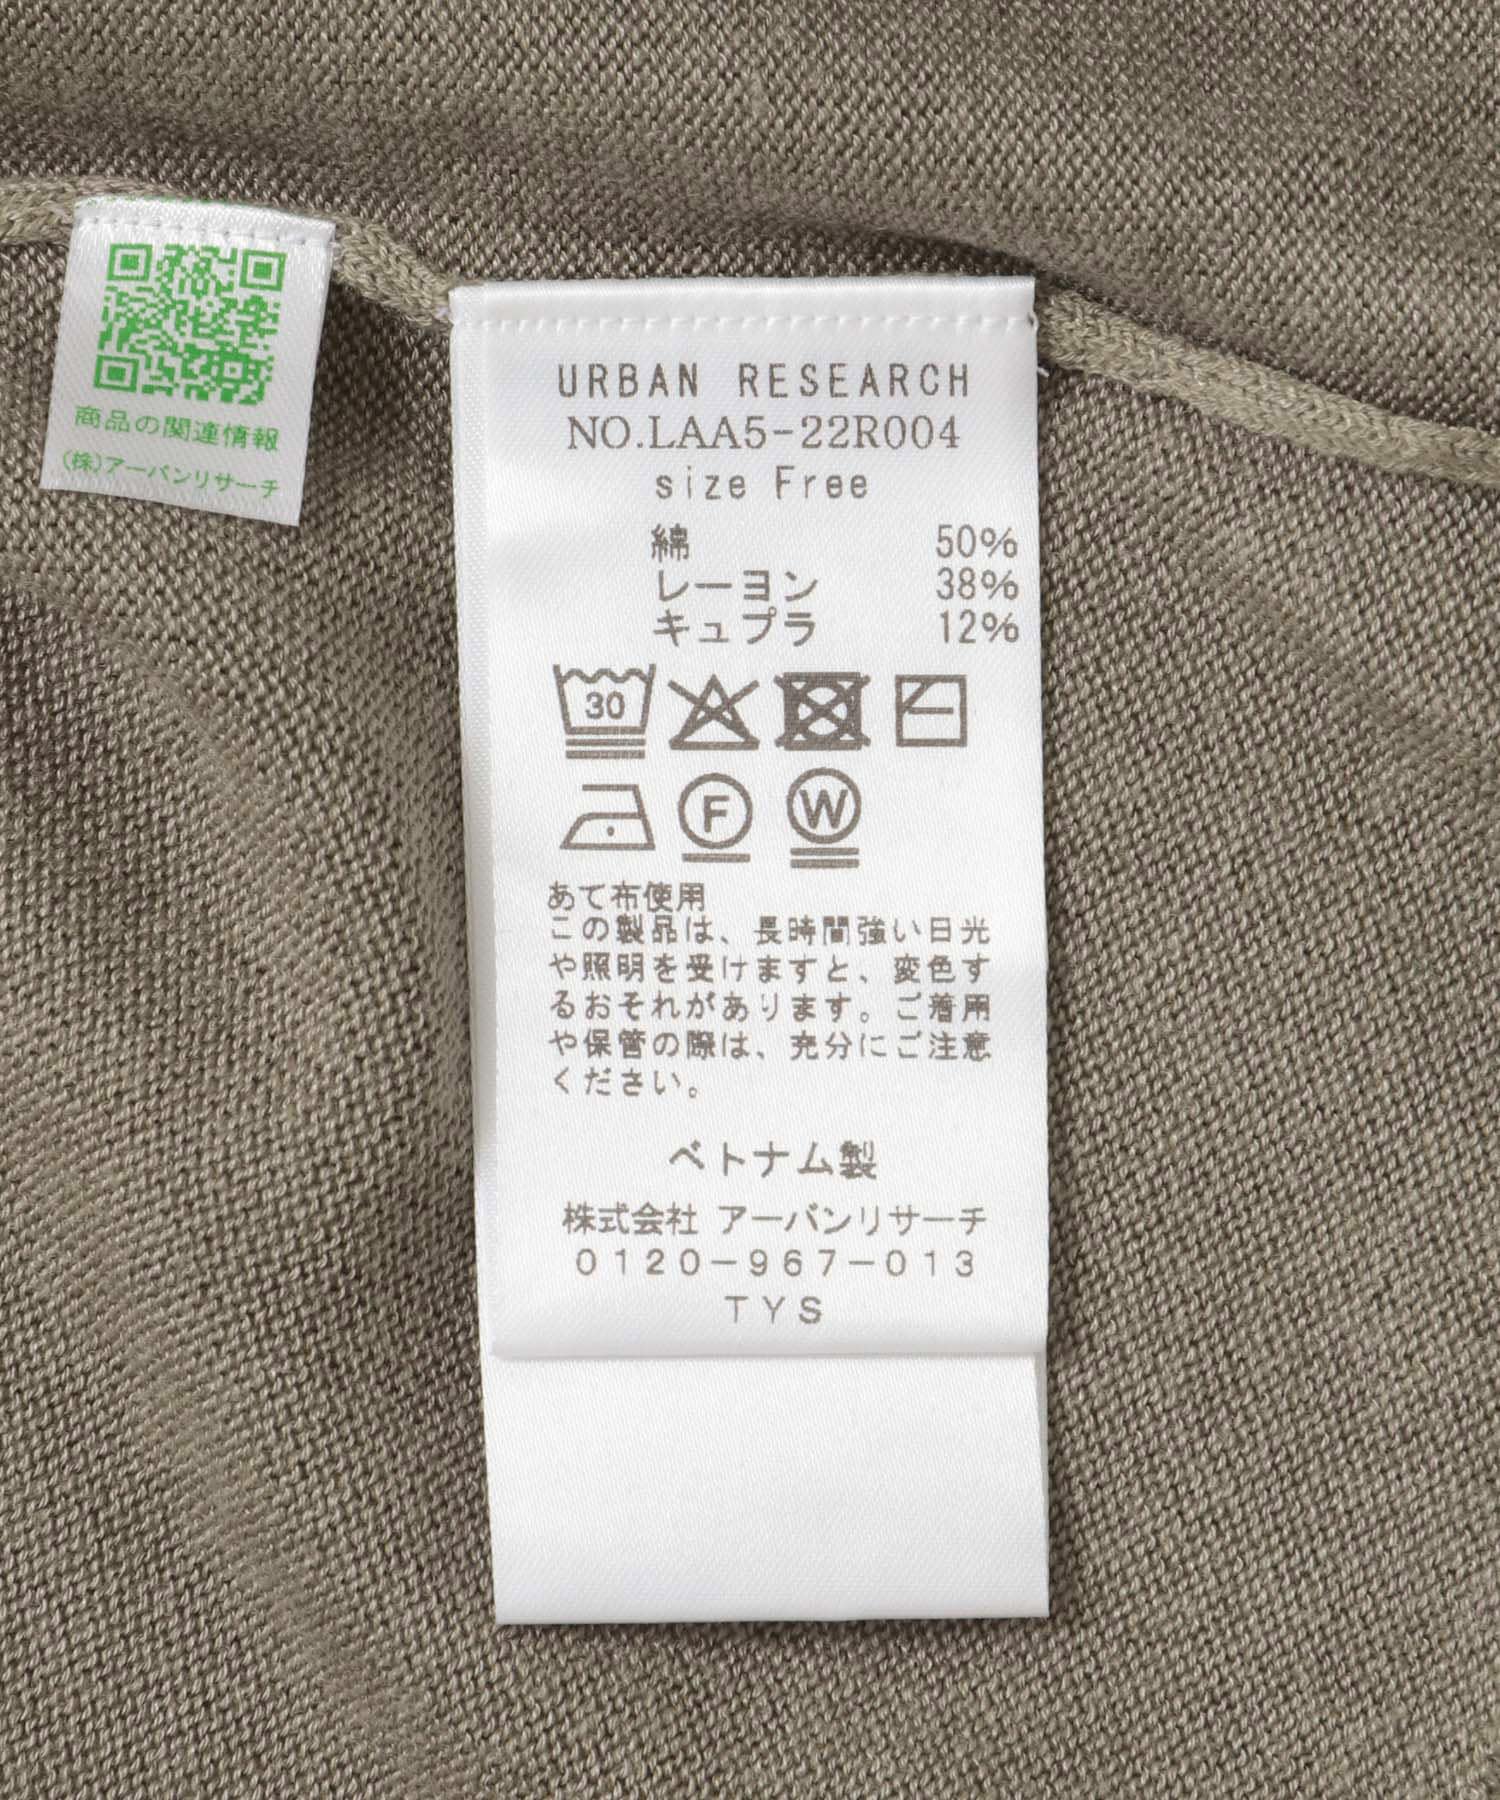 商品の関連情報
(株)アーバンリサーチ
URBAN RESEARCH
NO.LAA5-22R004
size Free
綿 50%
レーヨン 38%
キュプラ 12%
30
F
W
あて布使用
この製品は、長時間強い日光
や照明を受けますと、変色す
るおそれがあります。ご着用
や保管の際は、充分にご注意
ください。
ベトナム製
株式会社 アーバンリサーチ
0120-967-013
TYS